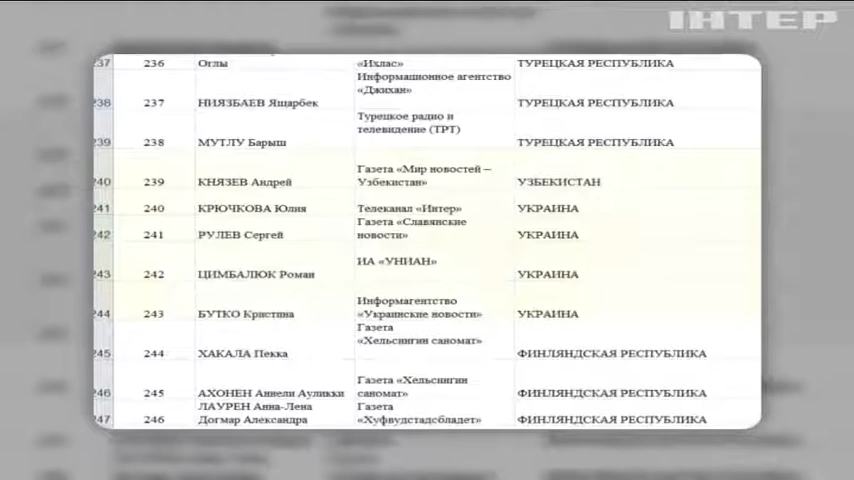 ІНТЕР
237 236 Оглы «Ихлас» ТУРЕЦКАЯ РЕСПУБЛИКА
Информационное агентство
«Джихан»
238 237 НИЯЗБАЕВ Ящарбек ТУРЕЦКАЯ РЕСПУБЛИКА
Турецкое радио и
телевидение (ТРТ)
239 238 МУТЛУ Барыш ТУРЕЦКАЯ РЕСПУБЛИКА
Газета «Мир новостей –
240 239 КНЯЗЕВ Андрей Узбекистан» УЗБЕКИСТАН
241 240 КРЮЧКОВА Юлия Телеканал «Интер» УКРАИНА
Газета «Славянские
242 241 РУЛЕВ Сергей новости» УКРАИНА
ИА «УНИАН»
243 242 ЦИМБАЛЮК Роман УКРАИНА
Информагентство
244 243 БУТКО Кристина «Украинские новости» УКРАИНА
Газета
«Хельсингин саномат»
245 244 ХАКАЛА Пекка ФИНЛЯНДСКАЯ РЕСПУБЛИКА
Газета «Хельсингин
246 245 АХОНЕН Аннели Ауликки саномат» ФИНЛЯНДСКАЯ РЕСПУБЛИКА
ЛАУРЕН Анна-Лена Газета
247 246 Догмар Александра «Хуфвудстадсбладет» ФИНЛЯНДСКАЯ РЕСПУБЛИКА